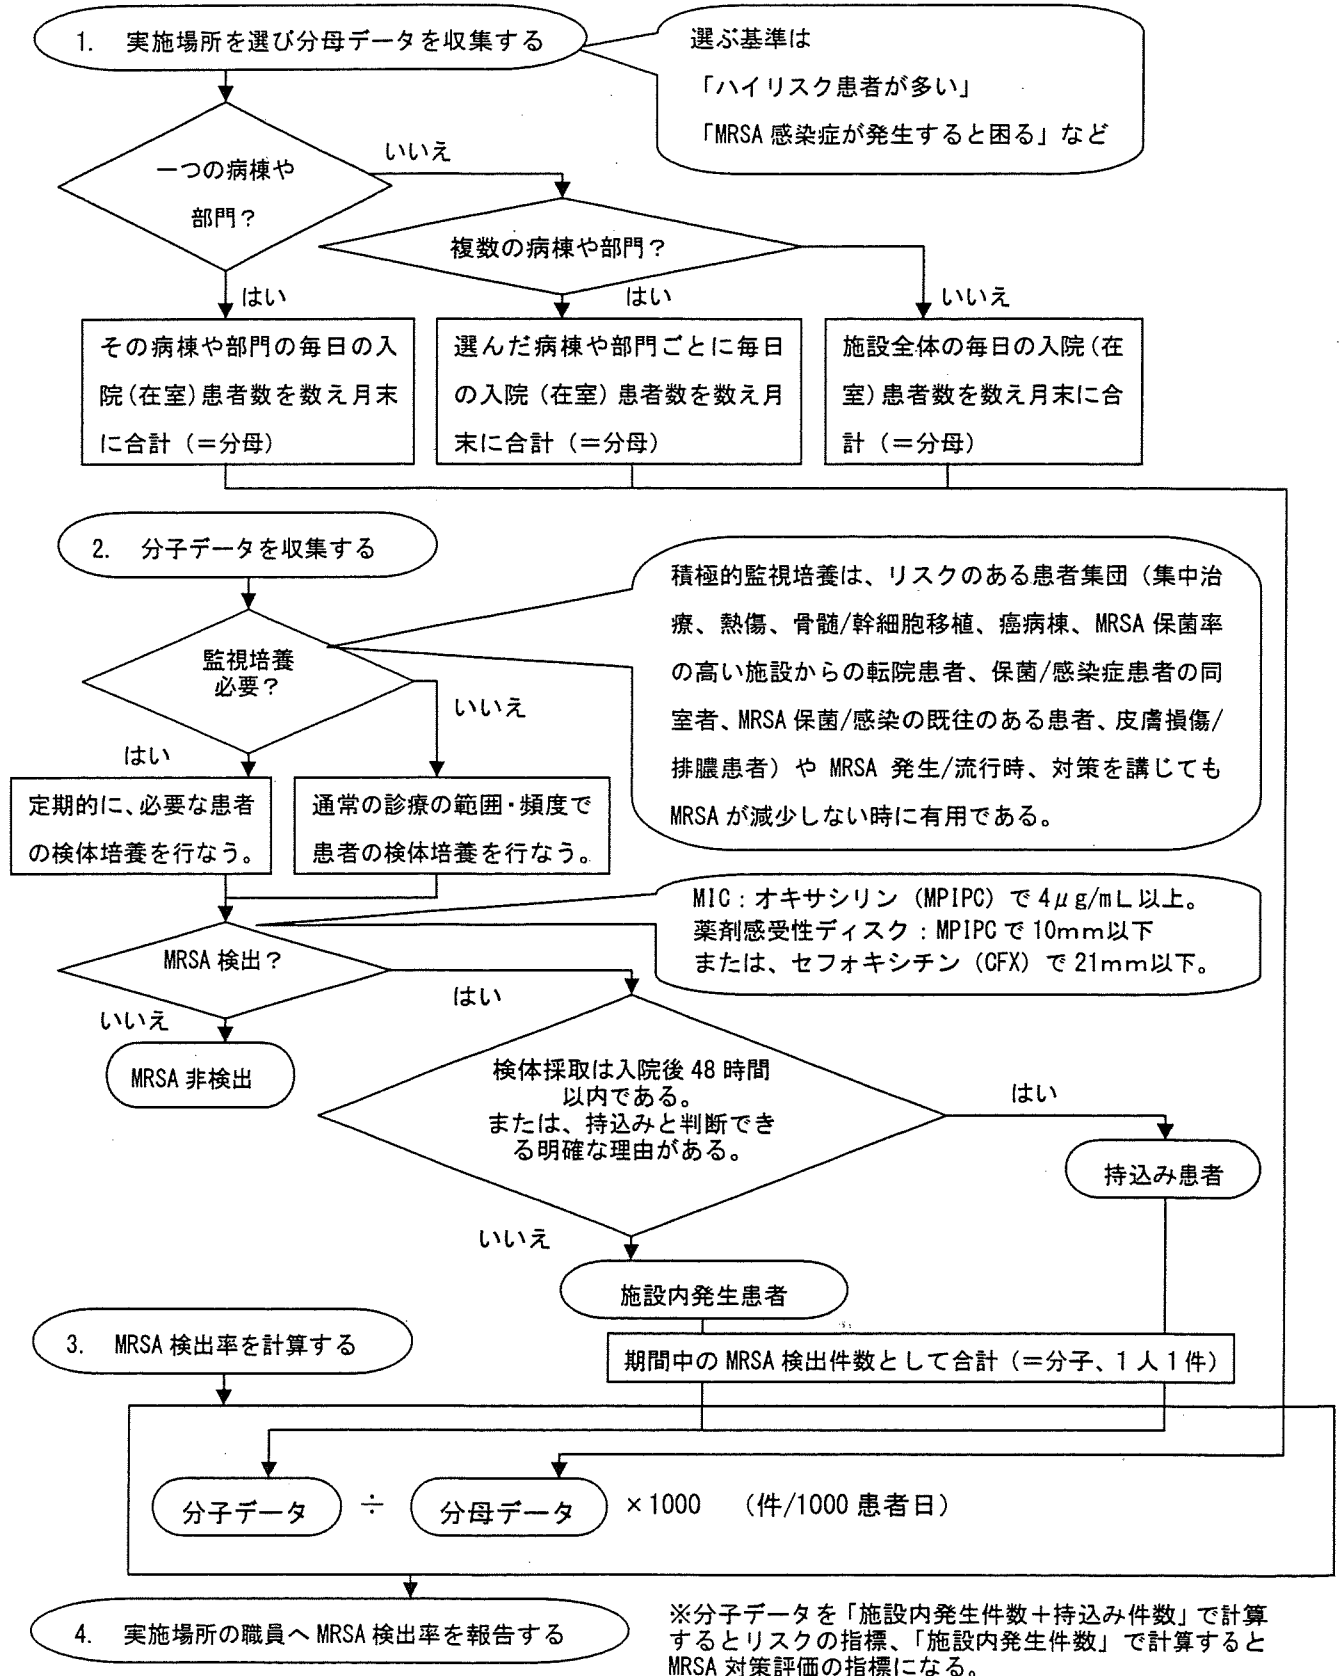 1. 実施場所を選び分母データを収集する
選ぶ基準は
「ハイリスク患者が多い」
「MRSA 感染症が発生すると困る」など
一つの病棟や
部門？
いいえ
複数の病棟や部門？
はい
はい
いいえ
その病棟や部門の毎日の入
院(在室)患者数を数え月末
に合計（＝分母）
選んだ病棟や部門ごとに毎日
の入院（在室）患者数を数え月
末に合計（＝分母）
施設全体の毎日の入院(在
室)患者数を数え月末に合
計（＝分母）
2. 分子データを収集する
積極的監視培養は、リスクのある患者集団（集中治
療、熱傷、骨髄/幹細胞移植、癌病棟、MRSA 保菌率
の高い施設からの転院患者、保菌/感染症患者の同
室者、MRSA 保菌/感染の既往のある患者、皮膚損傷/
排膿患者）や MRSA 発生/流行時、対策を講じても
MRSA が減少しない時に有用である。
監視培養
必要？
いいえ
はい
定期的に、必要な患者
の検体培養を行なう。
通常の診療の範囲・頻度で
患者の検体培養を行なう。
MIC：オキサシリン（MPIPC）で 4μg/mL 以上。
薬剤感受性ディスク：MPIPC で 10mm以下
または、セフォキシチン（CFX）で 21mm以下。
MRSA 検出？
はい
いいえ
MRSA 非検出
検体採取は入院後 48 時間
以内である。
または、持込みと判断でき
る明確な理由がある。
はい
持込み患者
いいえ
施設内発生患者
3. MRSA 検出率を計算する
期間中の MRSA 検出件数として合計（＝分子、１人１件）
分子データ ÷ 分母データ ×1000 （件/1000 患者日）
4. 実施場所の職員へ MRSA 検出率を報告する
※分子データを「施設内発生件数＋持込み件数」で計算
するとリスクの指標、「施設内発生件数」で計算すると
MRSA 対策評価の指標になる。